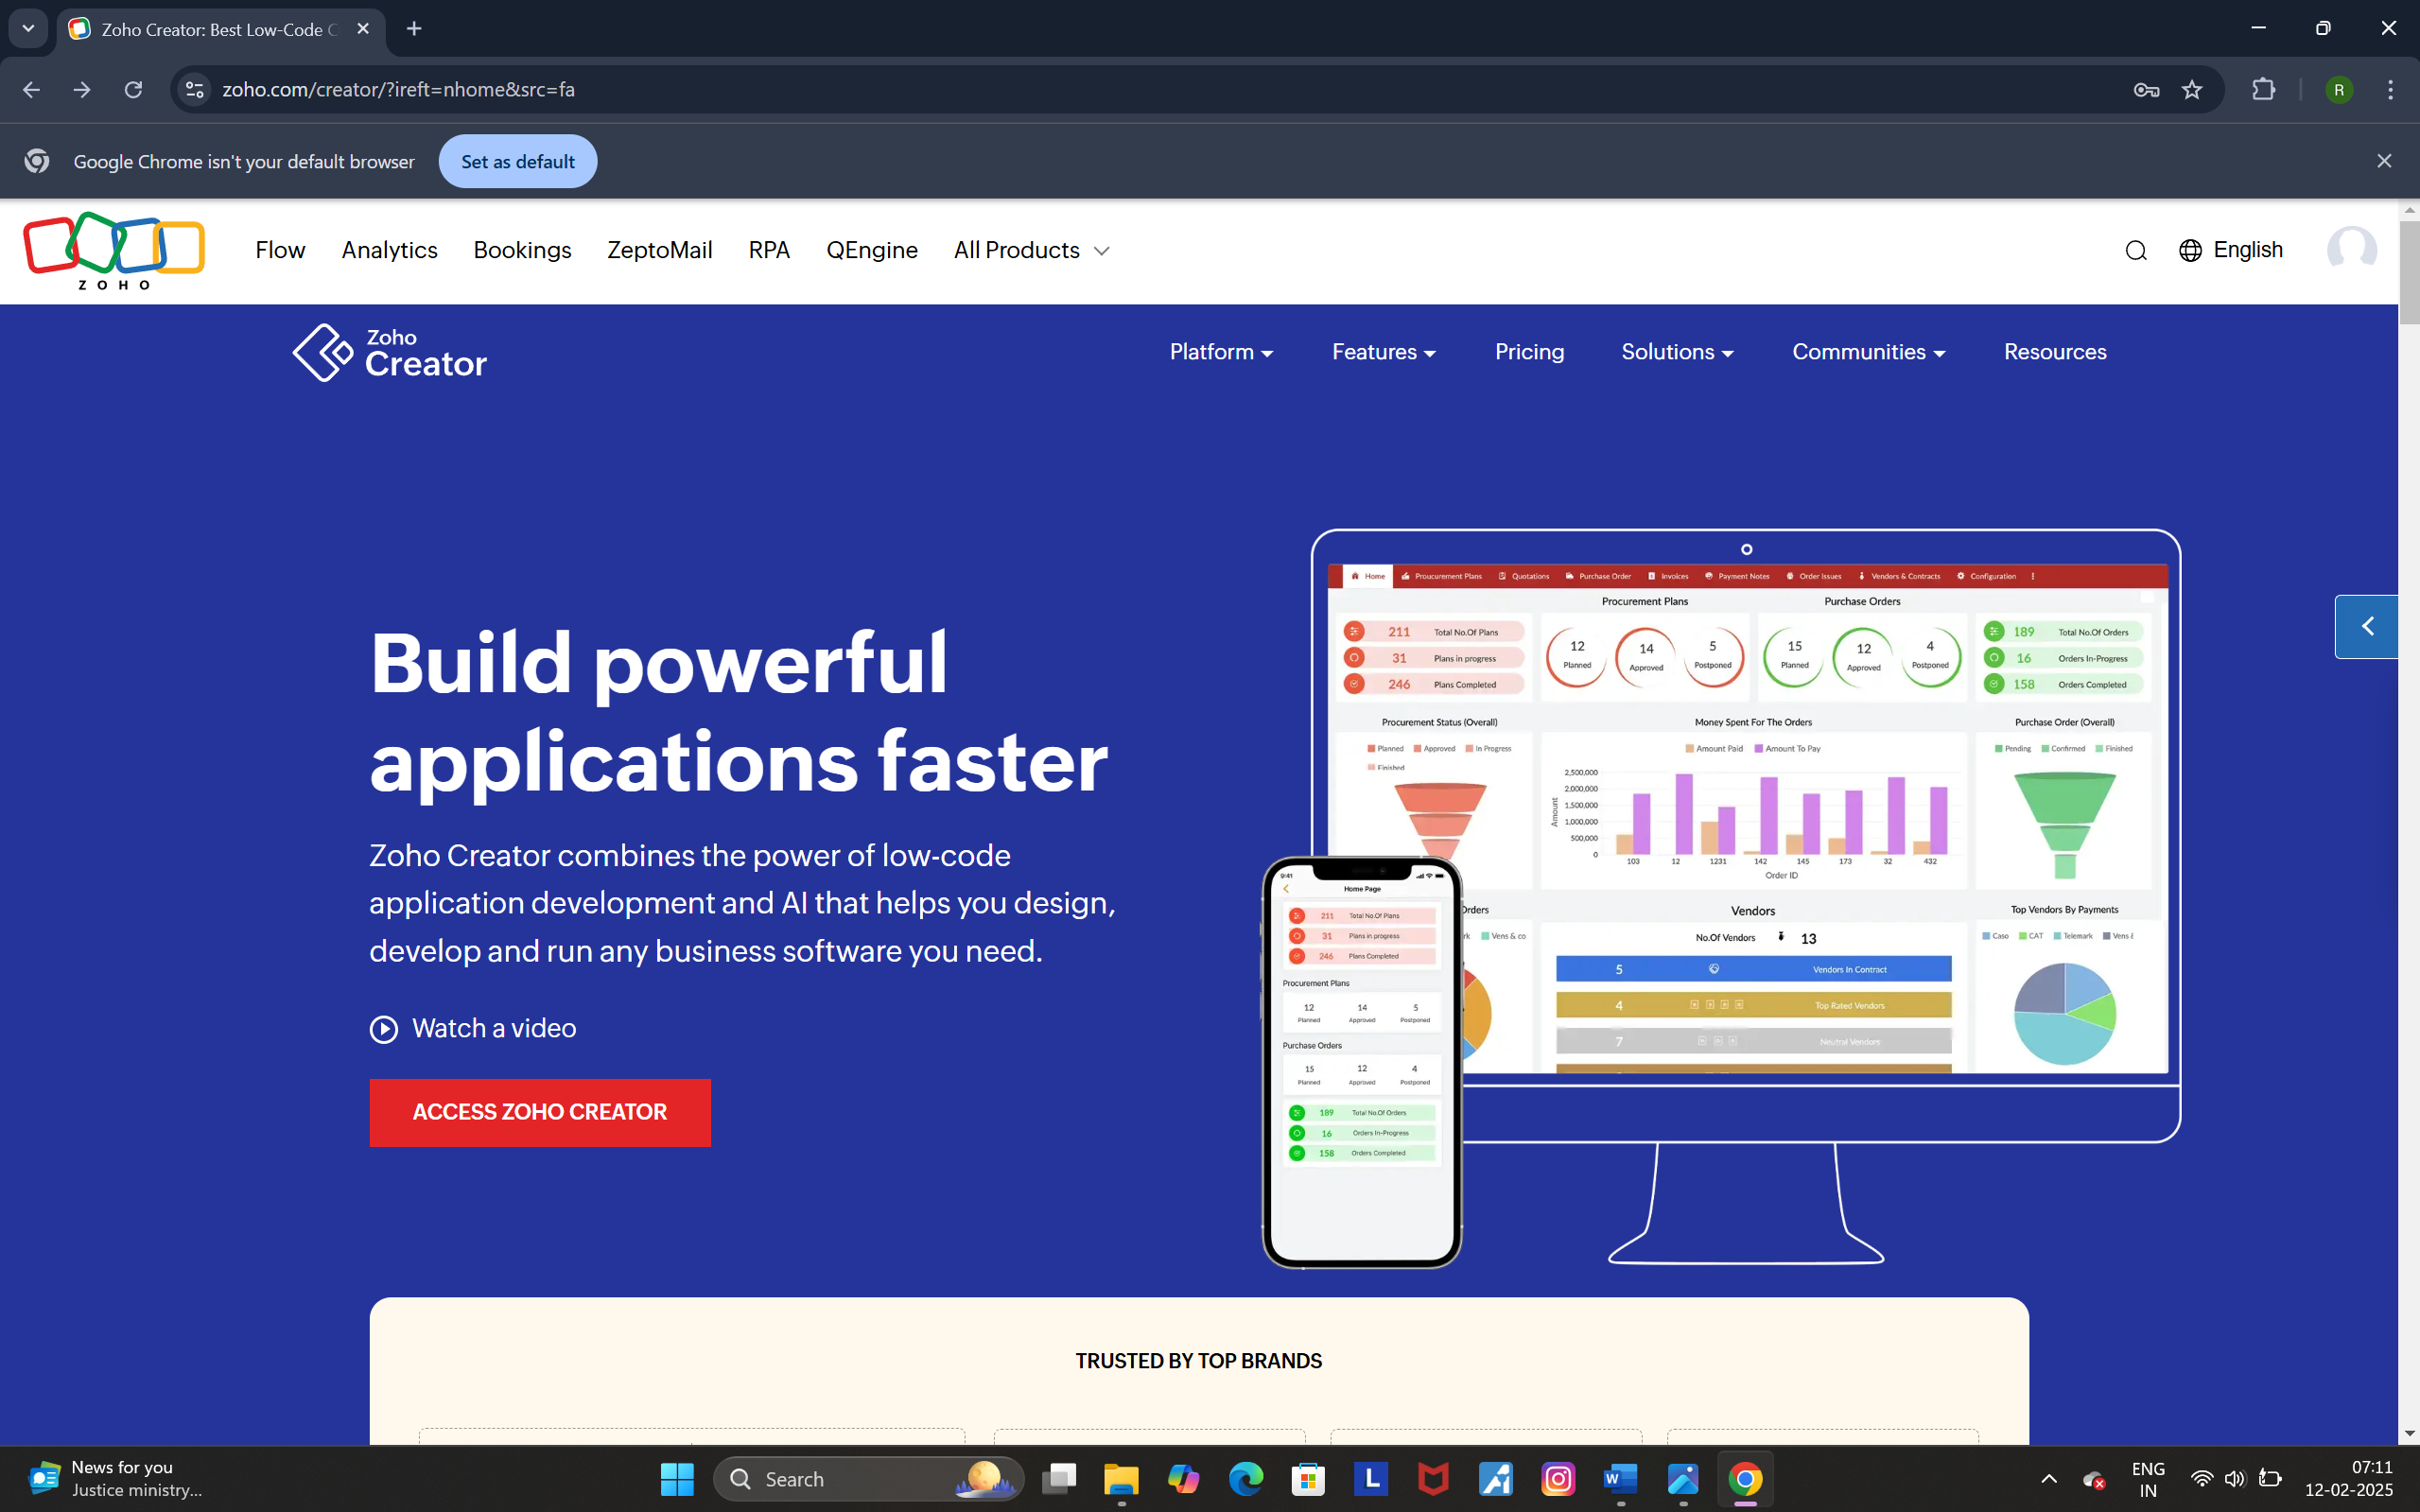 Zoho Creator: Best Low-Code C
zoho.com/creator/?ireft=nhome&src=fa
R
Google Chrome isn't your default browser
Set as default
ZOHO
Flow
Analytics
Bookings
ZeptoMail
RPA
QEngine
All Products
English
Zoho
Creator
Platform
Features
Pricing
Solutions
Communities
Resources
Build powerful
applications faster
Zoho Creator combines the power of low-code
application development and AI that helps you design,
develop and run any business software you need.
Watch a video
ACCESS ZOHO CREATOR
Home
Proucurement Plans
Quotations
Purchase Order
Invoices
Payment Notes
Order Issues
Vendors & Contracts
Configuration
Procurement Plans
Purchase Orders
211 Total No.Of Plans
31 Plans in progress
246 Plans Completed
12 Planned
14 Approved
5 Postponed
15 Planned
12 Approved
4 Postponed
189 Total No.Of Orders
16 Orders In-Progress
158 Orders Completed
Procurement Status (Overall)
Planned Approved In Progress
Finished
Money Spent For The Orders
Amount Paid Amount To Pay
2,500,000
2,000,000
1,500,000
1,000,000
500,000
0
Amount
103 12 1231 142 145 173 32 432
Order ID
Purchase Order (Overall)
Pending Confirmed Finished
Orders
Vens & co
Vendors
No.Of Vendors 13
5 Vendors In Contract
4 Top Rated Vendors
7 Neutral Vendors
Top Vendors By Payments
Caso CAT Telemark Vens &
9:41
Home Page
211 Total No.Of Plans
31 Plans in progress
246 Plans Completed
Procurement Plans
12 14 5
Planned Approved Postponed
Purchase Orders
15 12 4
Planned Approved Postponed
189 Total No.Of Orders
16 Orders In-Progress
158 Orders Completed
TRUSTED BY TOP BRANDS
News for you
Justice ministry...
Search
ENG
IN
07:11
12-02-2025